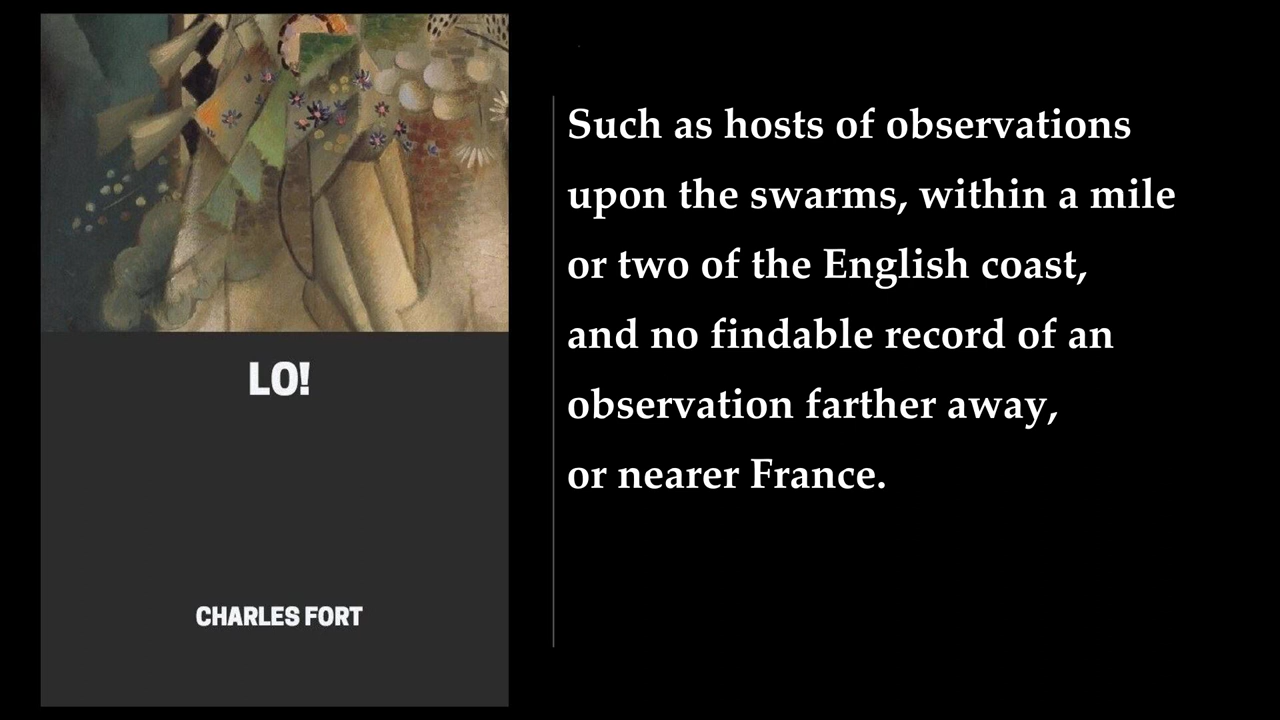 LO!
CHARLES FORT
Such as hosts of observations
upon the swarms, within a mile
or two of the English coast,
and no findable record of an
observation farther away,
or nearer France.